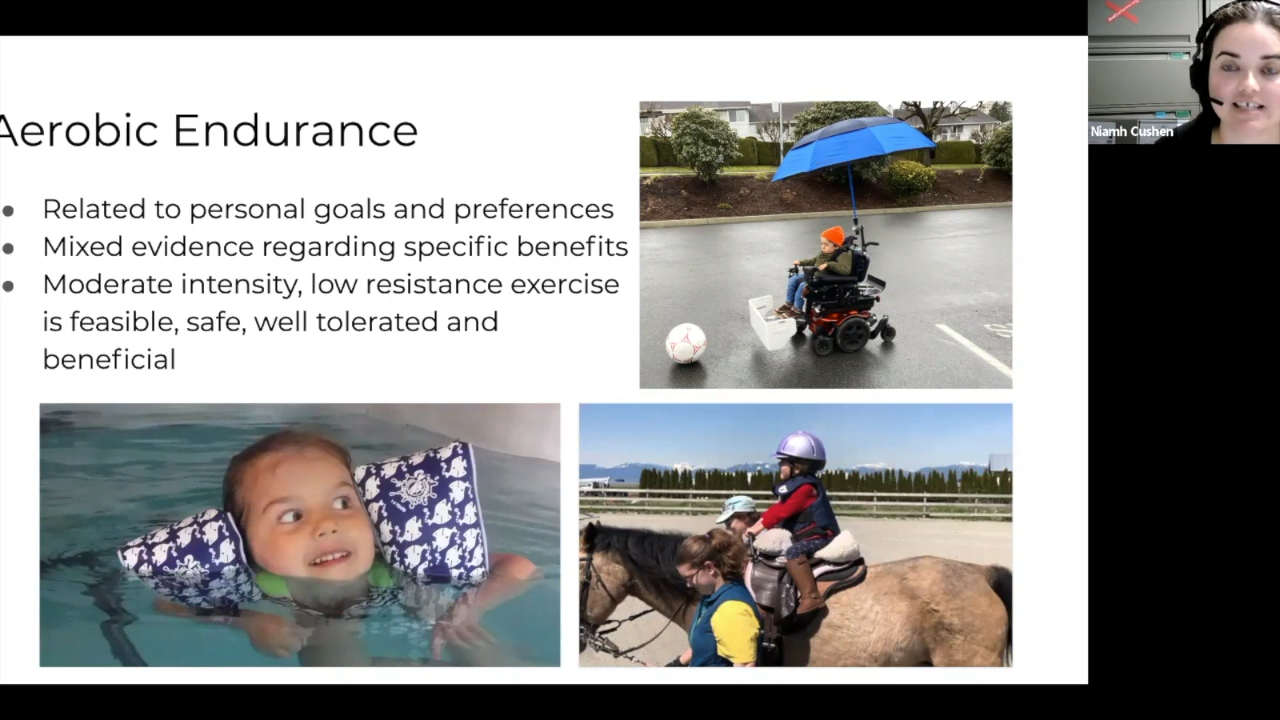 Aerobic Endurance
Related to personal goals and preferences
Mixed evidence regarding specific benefits
Moderate intensity, low resistance exercise
is feasible, safe, well tolerated and
beneficial
Niamh Cushen